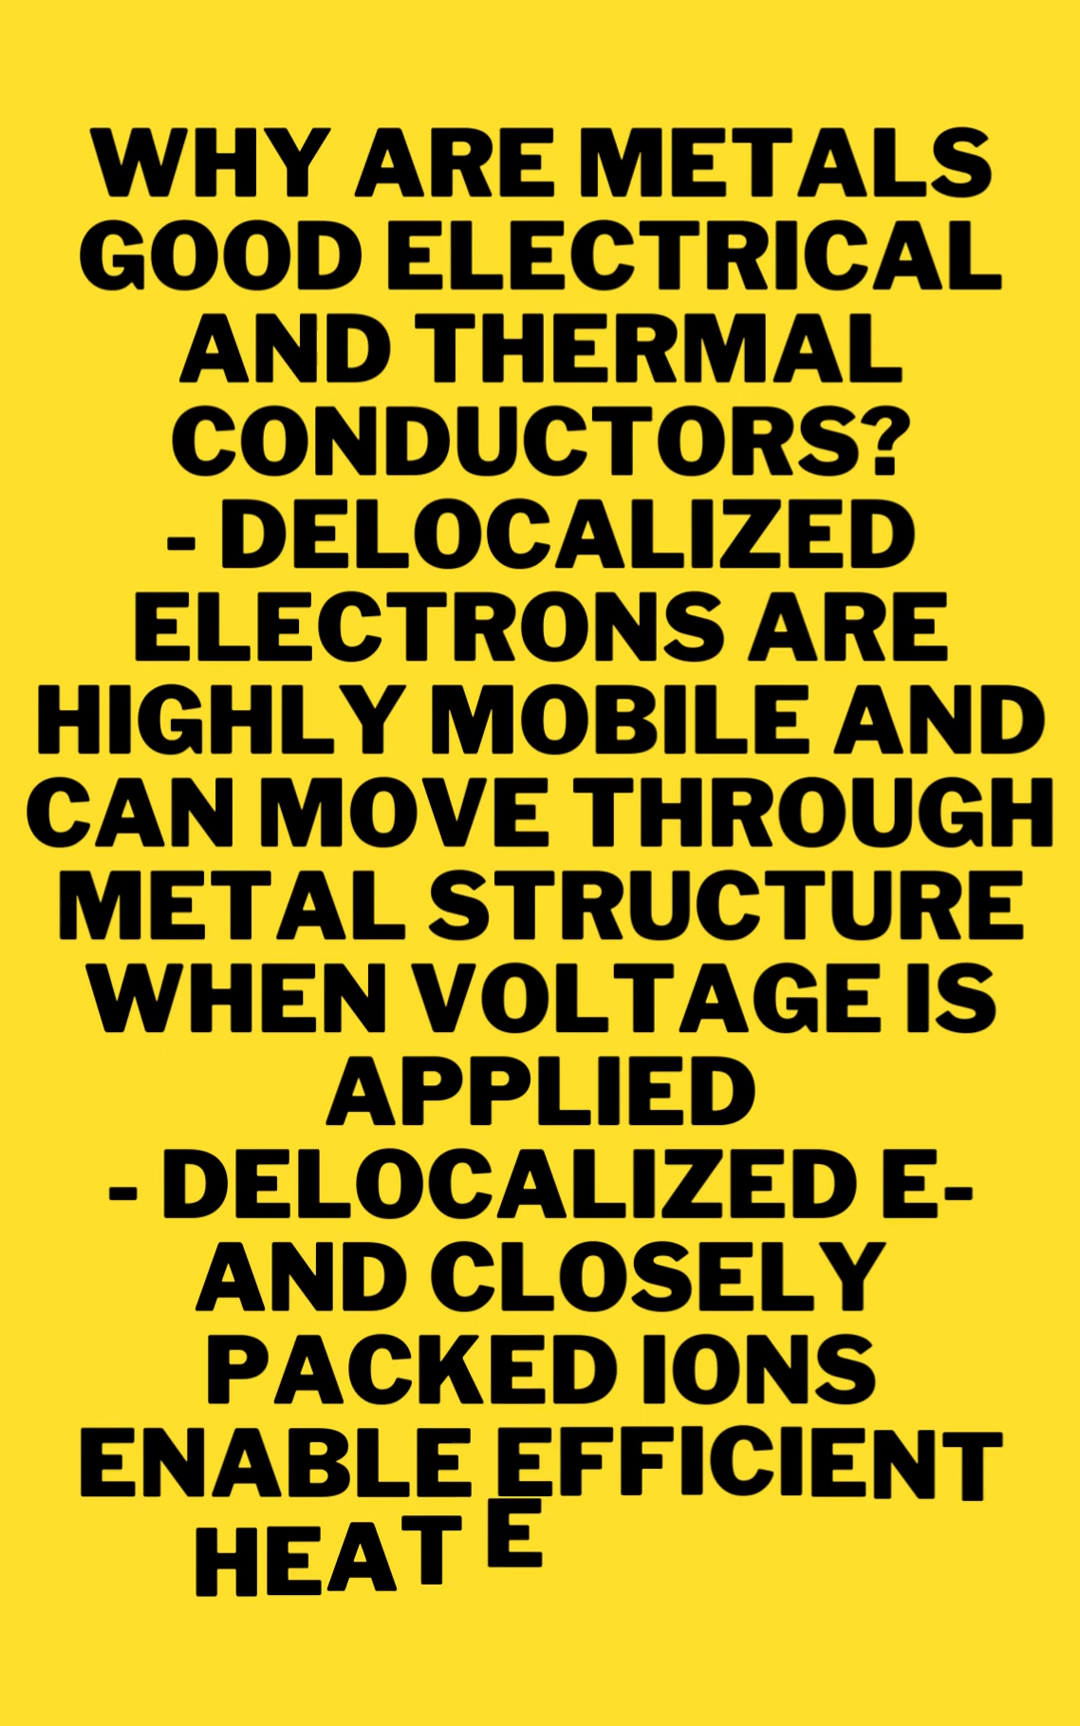 WHY ARE METALS
GOOD ELECTRICAL
AND THERMAL
CONDUCTORS?
- DELOCALIZED
ELECTRONS ARE
HIGHLY MOBILE AND
CAN MOVE THROUGH
METAL STRUCTURE
WHEN VOLTAGE IS
APPLIED
- DELOCALIZED E-
AND CLOSELY
PACKED IONS
ENABLE EFFICIENT
HEAT E